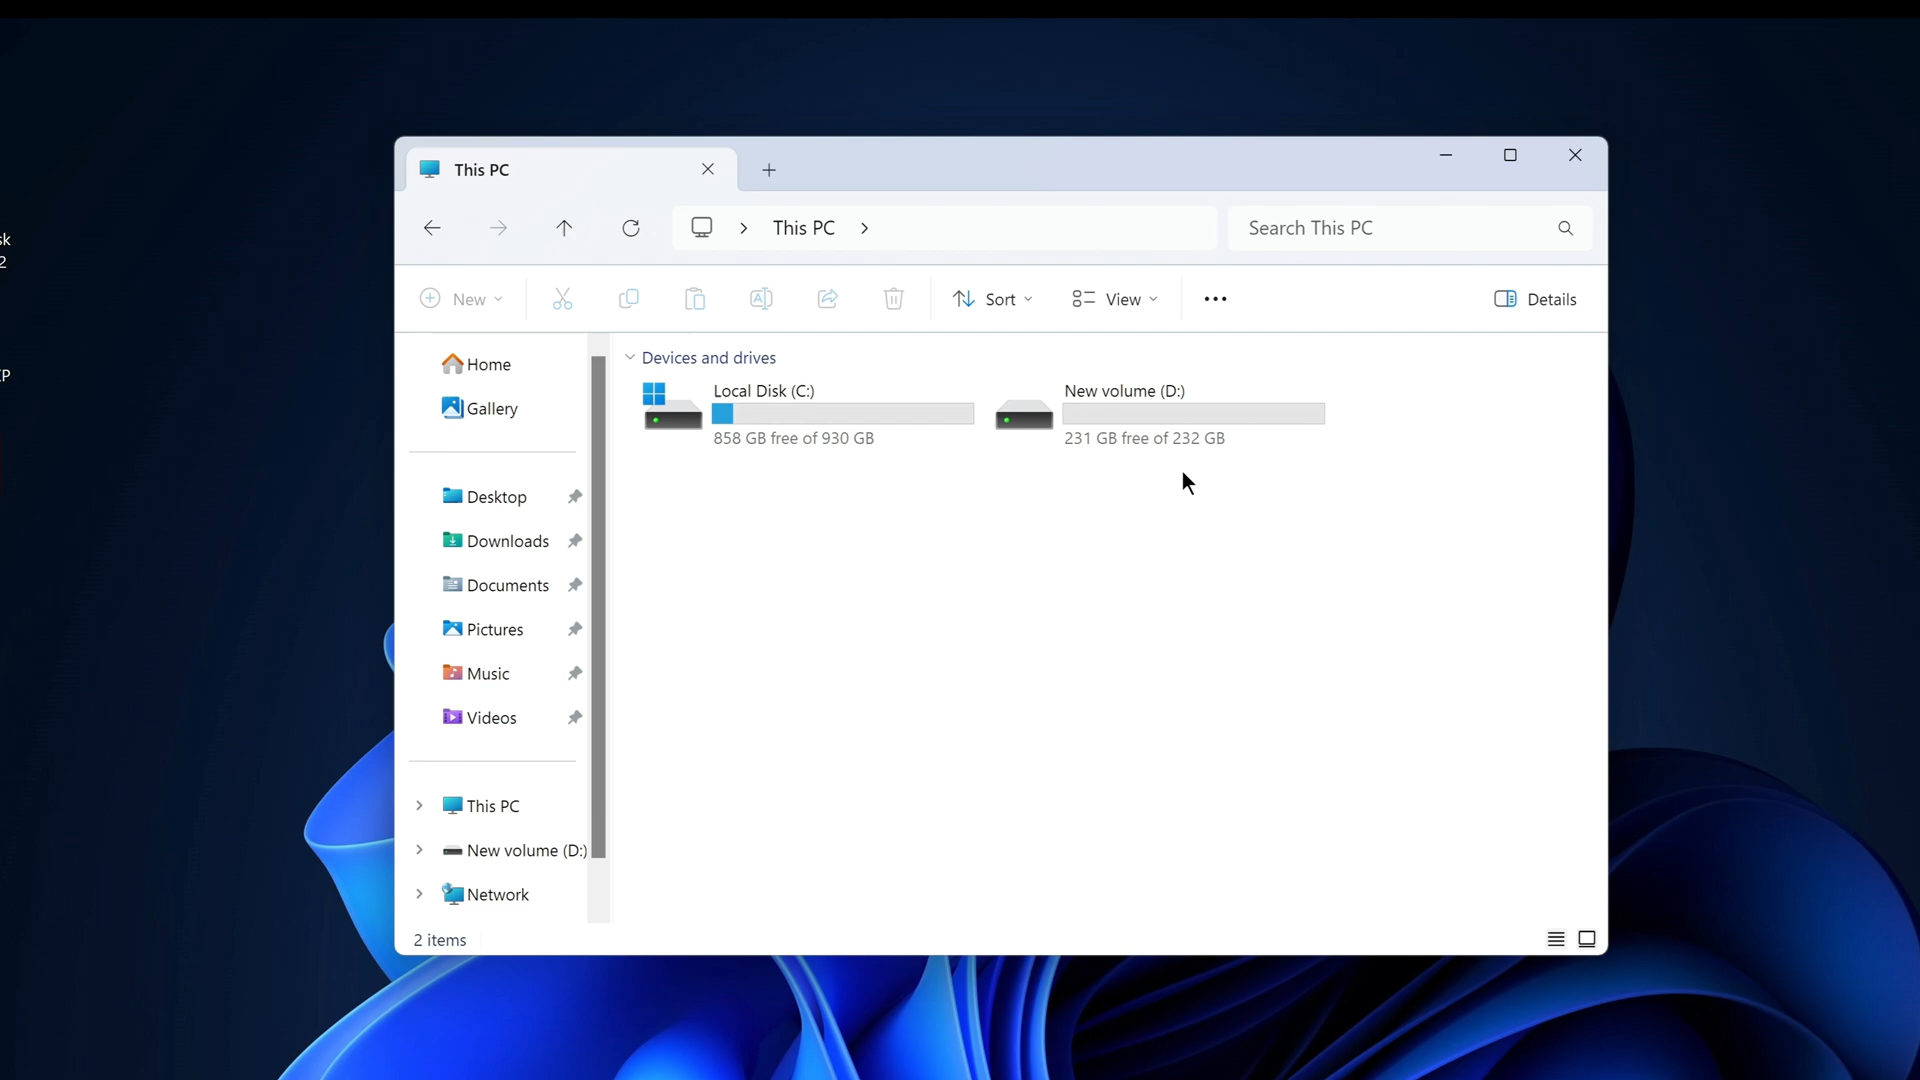 sk
2
P
This PC
This PC
Search This PC
New
Sort
View
Details
Home
Gallery
Desktop
Downloads
Documents
Pictures
Music
Videos
This PC
New volume (D:)
Network
Devices and drives
Local Disk (C:)
858 GB free of 930 GB
New volume (D:)
231 GB free of 232 GB
2 items